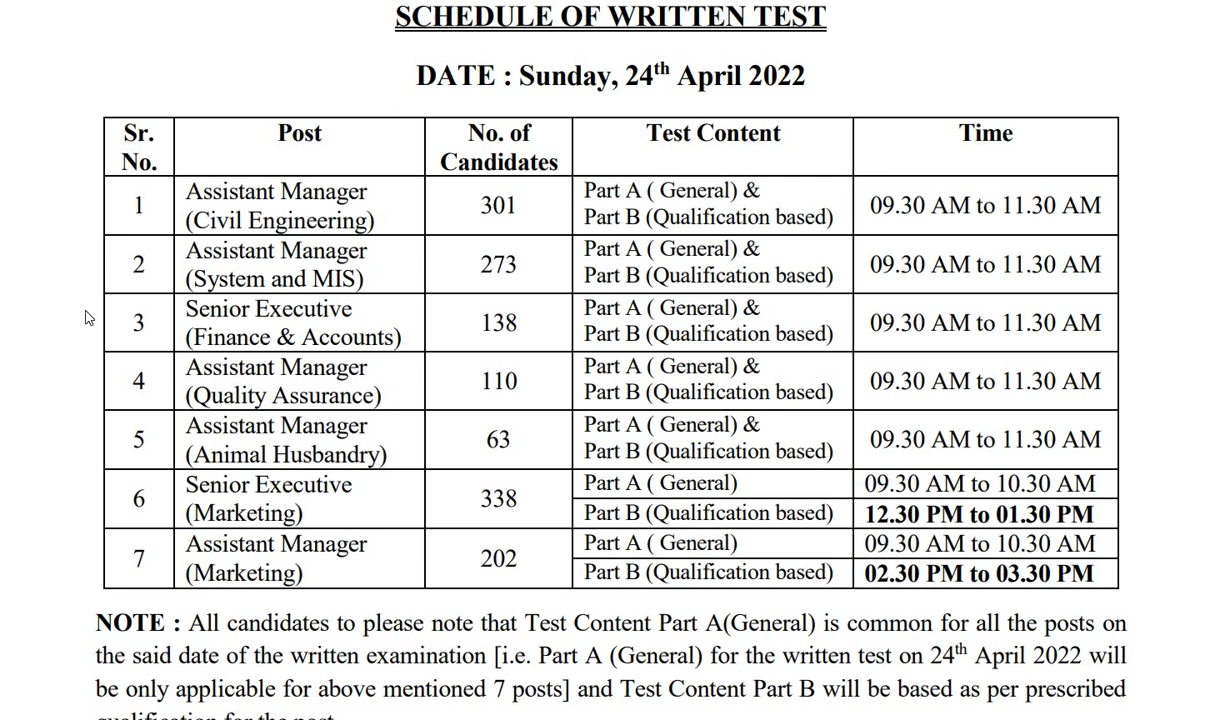 SCHEDULE OF WRITTEN TEST
DATE : Sunday, 24th April 2022
Sr. No. Post No. of Candidates Test Content Time
1 Assistant Manager (Civil Engineering) 301 Part A ( General) & Part B (Qualification based) 09.30 AM to 11.30 AM
2 Assistant Manager (System and MIS) 273 Part A ( General) & Part B (Qualification based) 09.30 AM to 11.30 AM
3 Senior Executive (Finance & Accounts) 138 Part A ( General) & Part B (Qualification based) 09.30 AM to 11.30 AM
4 Assistant Manager (Quality Assurance) 110 Part A ( General) & Part B (Qualification based) 09.30 AM to 11.30 AM
5 Assistant Manager (Animal Husbandry) 63 Part A ( General) & Part B (Qualification based) 09.30 AM to 11.30 AM
6 Senior Executive (Marketing) 338 Part A ( General) 09.30 AM to 10.30 AM
Part B (Qualification based) 12.30 PM to 01.30 PM
7 Assistant Manager (Marketing) 202 Part A ( General) 09.30 AM to 10.30 AM
Part B (Qualification based) 02.30 PM to 03.30 PM
NOTE : All candidates to please note that Test Content Part A(General) is common for all the posts on
the said date of the written examination [i.e. Part A (General) for the written test on 24th April 2022 will
be only applicable for above mentioned 7 posts] and Test Content Part B will be based as per prescribed
qualification for the post